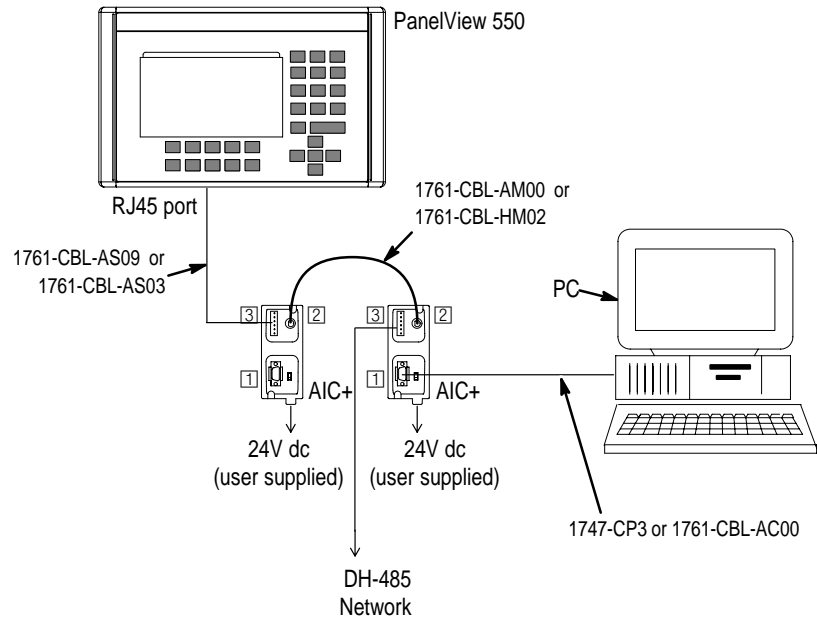 PanelView 550
RJ45 port
1761-CBL-AM00 or
1761-CBL-HM02
1761-CBL-AS09 or
1761-CBL-AS03
PC
3
2
3
2
1
AIC+
1
AIC+
24V dc
(user supplied)
24V dc
(user supplied)
1747-CP3 or 1761-CBL-AC00
DH-485
Network